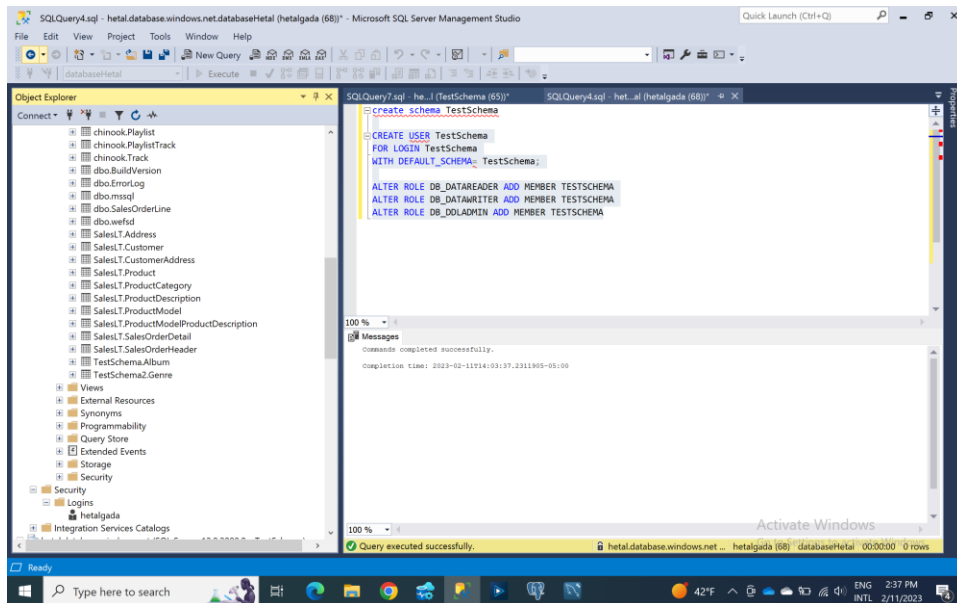 SQLQuery4.sql - hetal.database.windows.net.databaseHetal (hetalgada (68))* - Microsoft SQL Server Management Studio
Quick Launch (Ctrl+Q)
File Edit View Project Tools Window Help
New Query
databaseHetal
Execute
Object Explorer
SQLQuery7.sql - he...l (TestSchema (65))*
SQLQuery4.sql - het...al (hetalgada (68))*
Properties
Connect
chinook.Playlist
chinook.PlaylistTrack
chinook.Track
dbo.BuildVersion
dbo.ErrorLog
dbo.mssql
dbo.SalesOrderLine
dbo.wefsd
SalesLT.Address
SalesLT.Customer
SalesLT.CustomerAddress
SalesLT.Product
SalesLT.ProductCategory
SalesLT.ProductDescription
SalesLT.ProductModel
SalesLT.ProductModelProductDescription
SalesLT.SalesOrderDetail
SalesLT.SalesOrderHeader
TestSchema.Album
TestSchema2.Genre
Views
External Resources
Synonyms
Programmability
Query Store
Extended Events
Storage
Security
Security
Logins
hetalgada
Integration Services Catalogs
create schema TestSchema
CREATE USER TestSchema
FOR LOGIN TestSchema
WITH DEFAULT_SCHEMA= TestSchema;
ALTER ROLE DB_DATAREADER ADD MEMBER TESTSCHEMA
ALTER ROLE DB_DATAWRITER ADD MEMBER TESTSCHEMA
ALTER ROLE DB_DDLADMIN ADD MEMBER TESTSCHEMA
100 %
Messages
Commands completed successfully.
Completion time: 2023-02-11T14:03:37.2311905-05:00
100 %
Activate Windows
Query executed successfully.
hetal.database.windows.net ... hetalgada (68) databaseHetal 00:00:00 0 rows
Ready
Type here to search
42°F
ENG
INTL
2:37 PM
2/11/2023
4